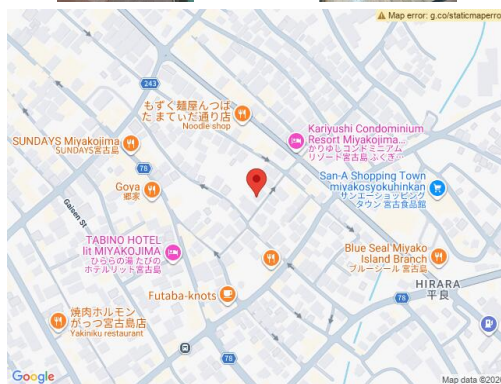 Map error: g.co/staticmaperro
243
もずく麺屋んつば
た まてぃだ通り店
Noodle shop
SUNDAYS Miyakojima
SUNDAYS宮古島
78
Kariyushi Condominium
Resort Miyakojima...
かりゆしコンドミニアム
リゾート宮古島 ふくぎ...
San-A Shopping Town
miyakosyokuhinkan
サンエーショッピング
タウン 宮古食品館
Goya
郷家
Gaisen St
TABINO HOTEL
lit MIYAKOJIMA
ひららの湯 たびの
ホテルリット宮古島
Blue Seal Miyako
Island Branch
ブルーシール 宮古島
HIRARA
平良
Futaba-knots
78
焼肉ホルモン
がっつ宮古島店
Yakiniku restaurant
78
Google
Map data ©202